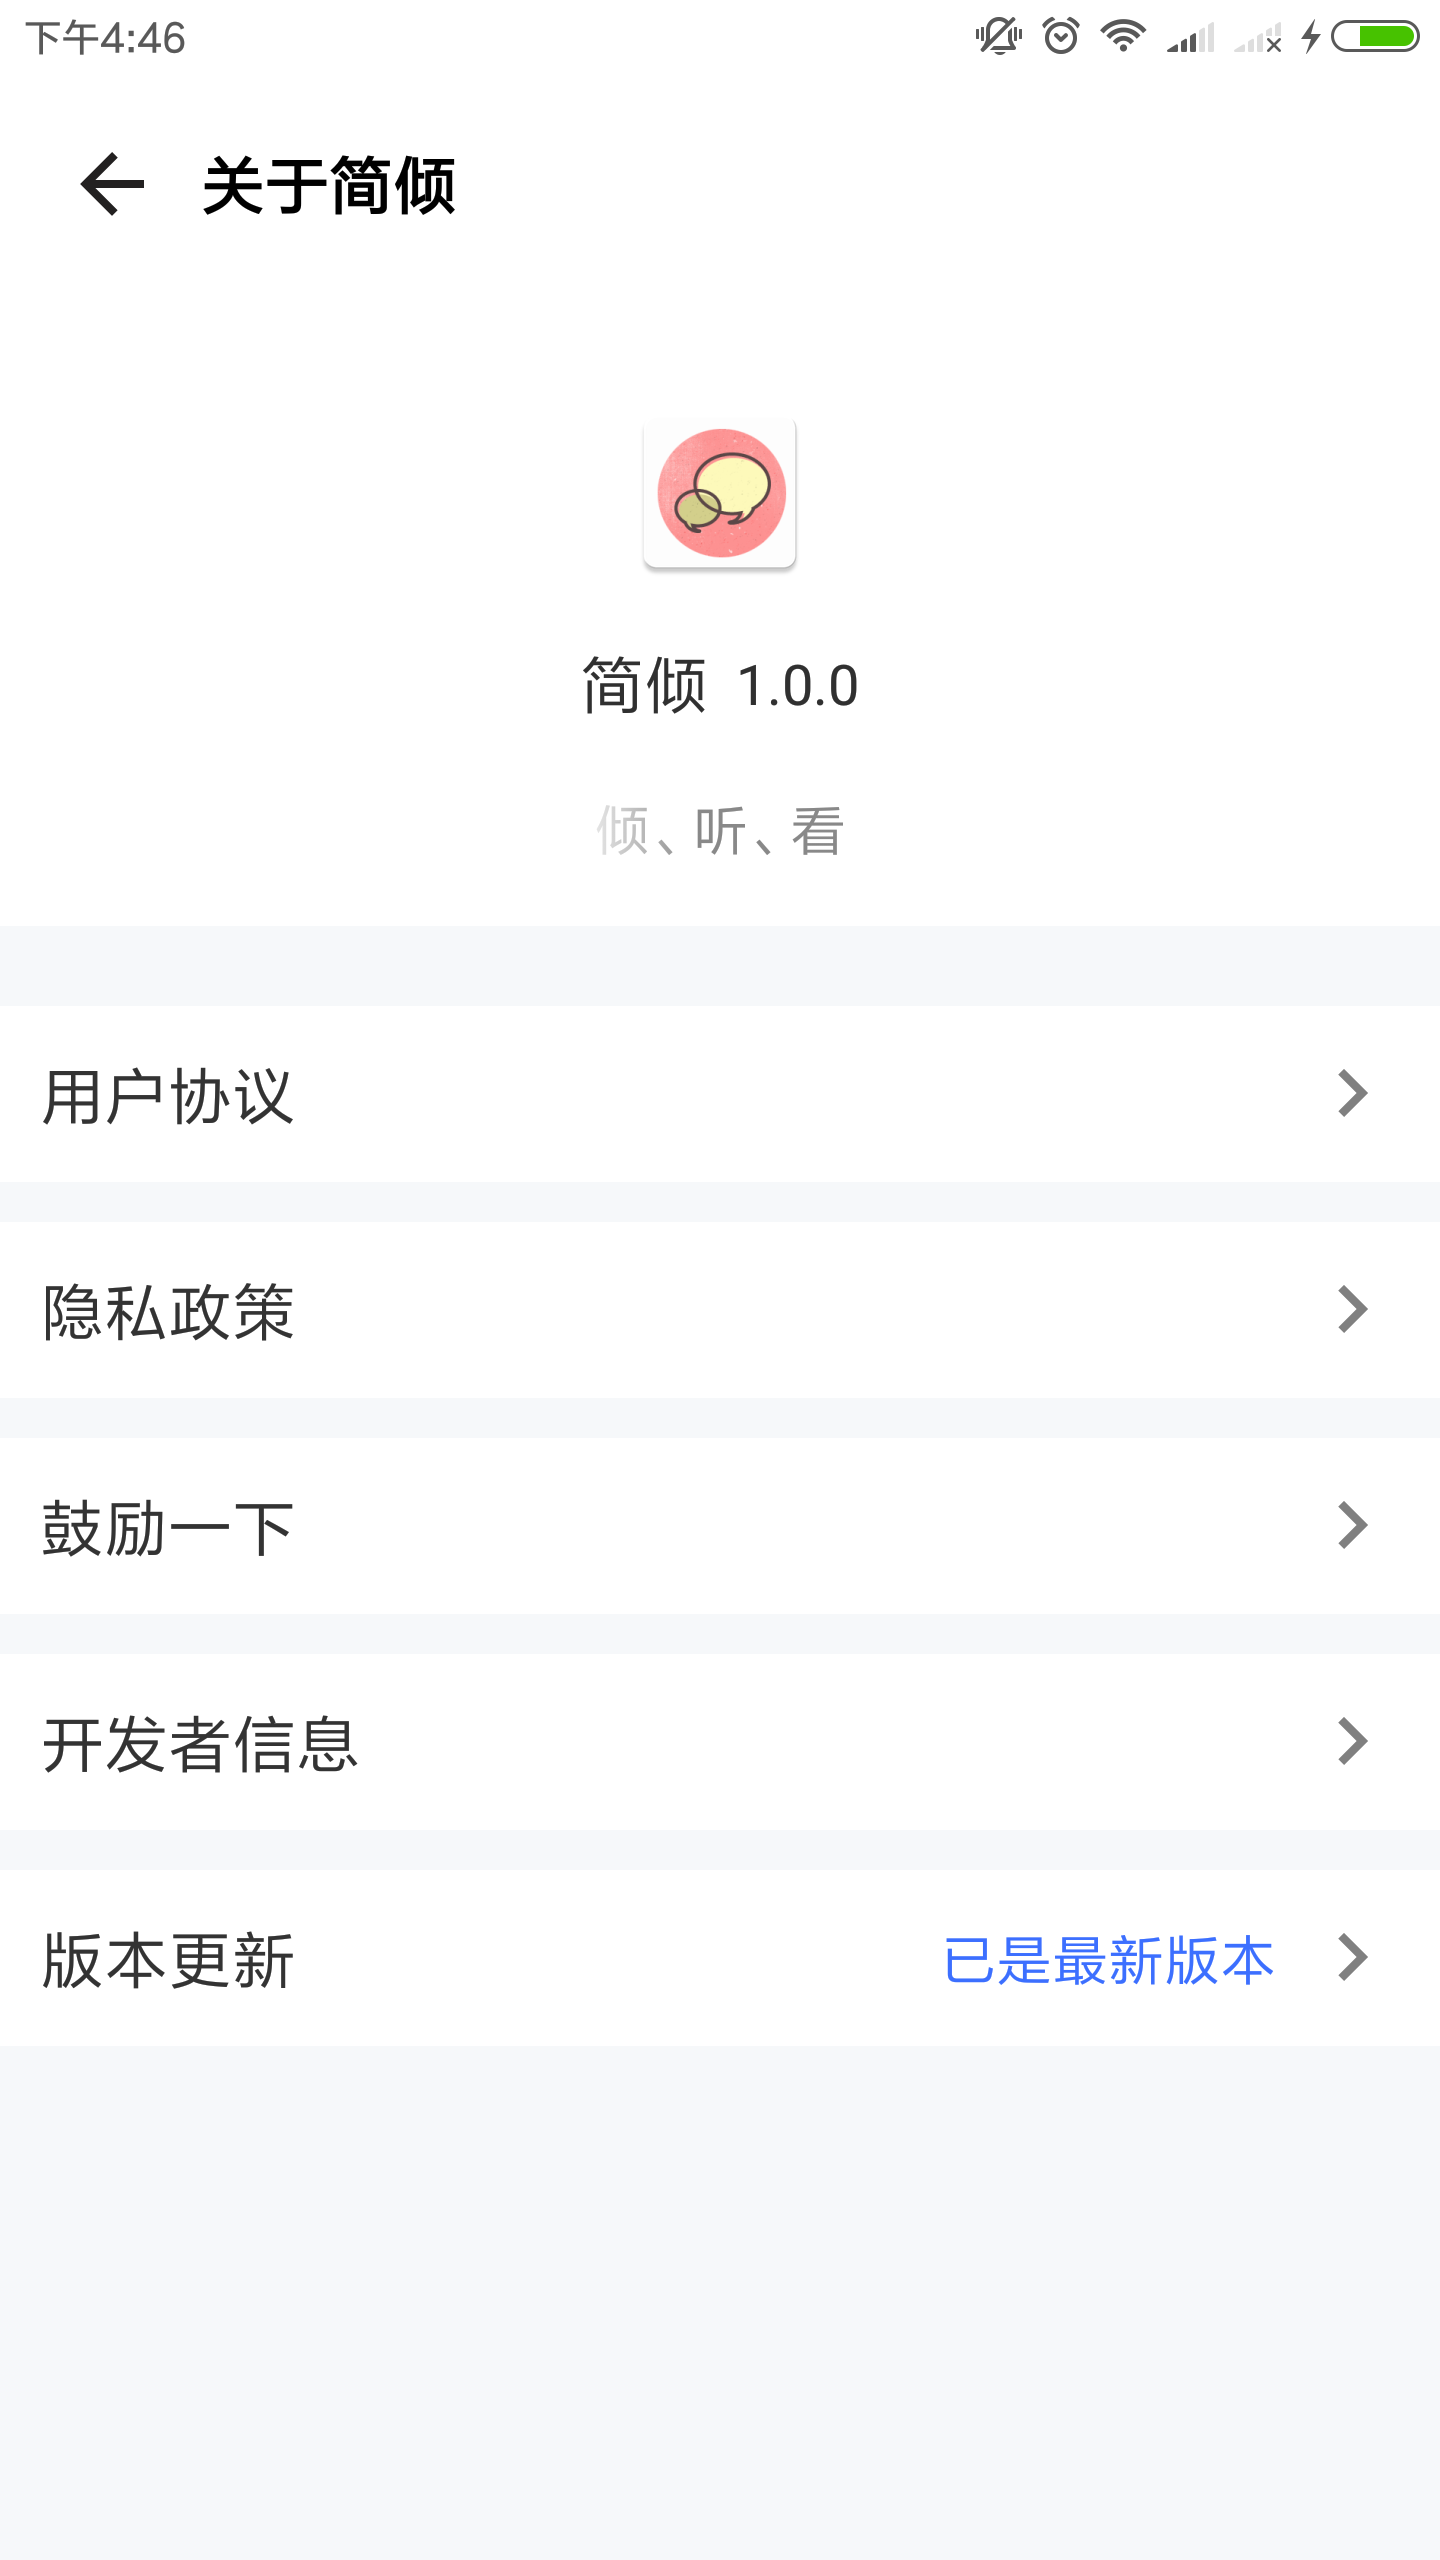 下午4:46
关于简倾
简倾 1.0.0
倾、听、看
用户协议
隐私政策
鼓励一下
开发者信息
版本更新 已是最新版本